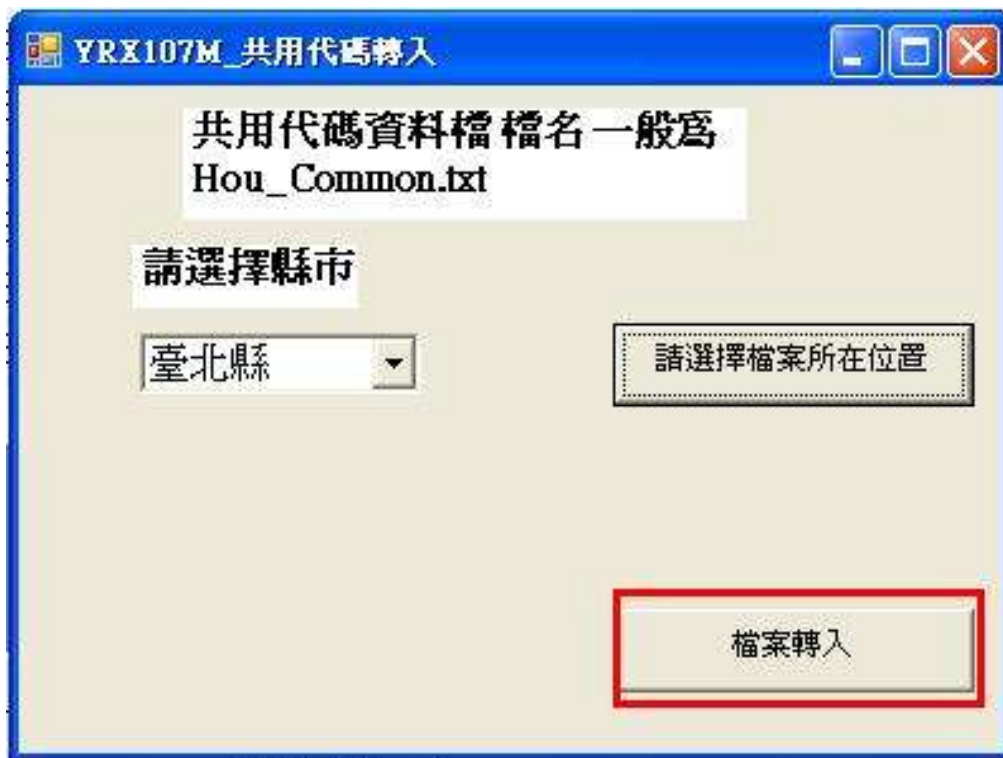 YRX107M_共用代碼轉入
共用代碼資料檔 檔名 一般為
Hou_Common.txt
請選擇縣市
臺北縣
請選擇檔案所在位置
檔案轉入